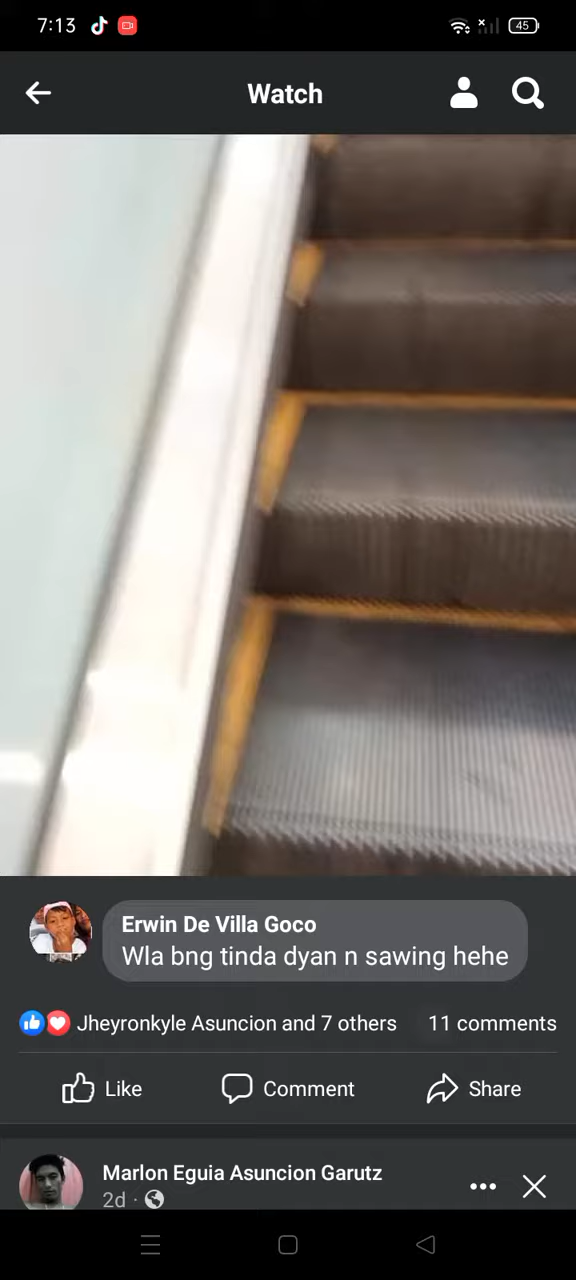 7:13
45
Watch
Erwin De Villa Goco
Wla bng tinda dyan n sawing hehe
Jheyronkyle Asuncion and 7 others 11 comments
Like Comment Share
Marlon Eguia Asuncion Garutz
2d ·